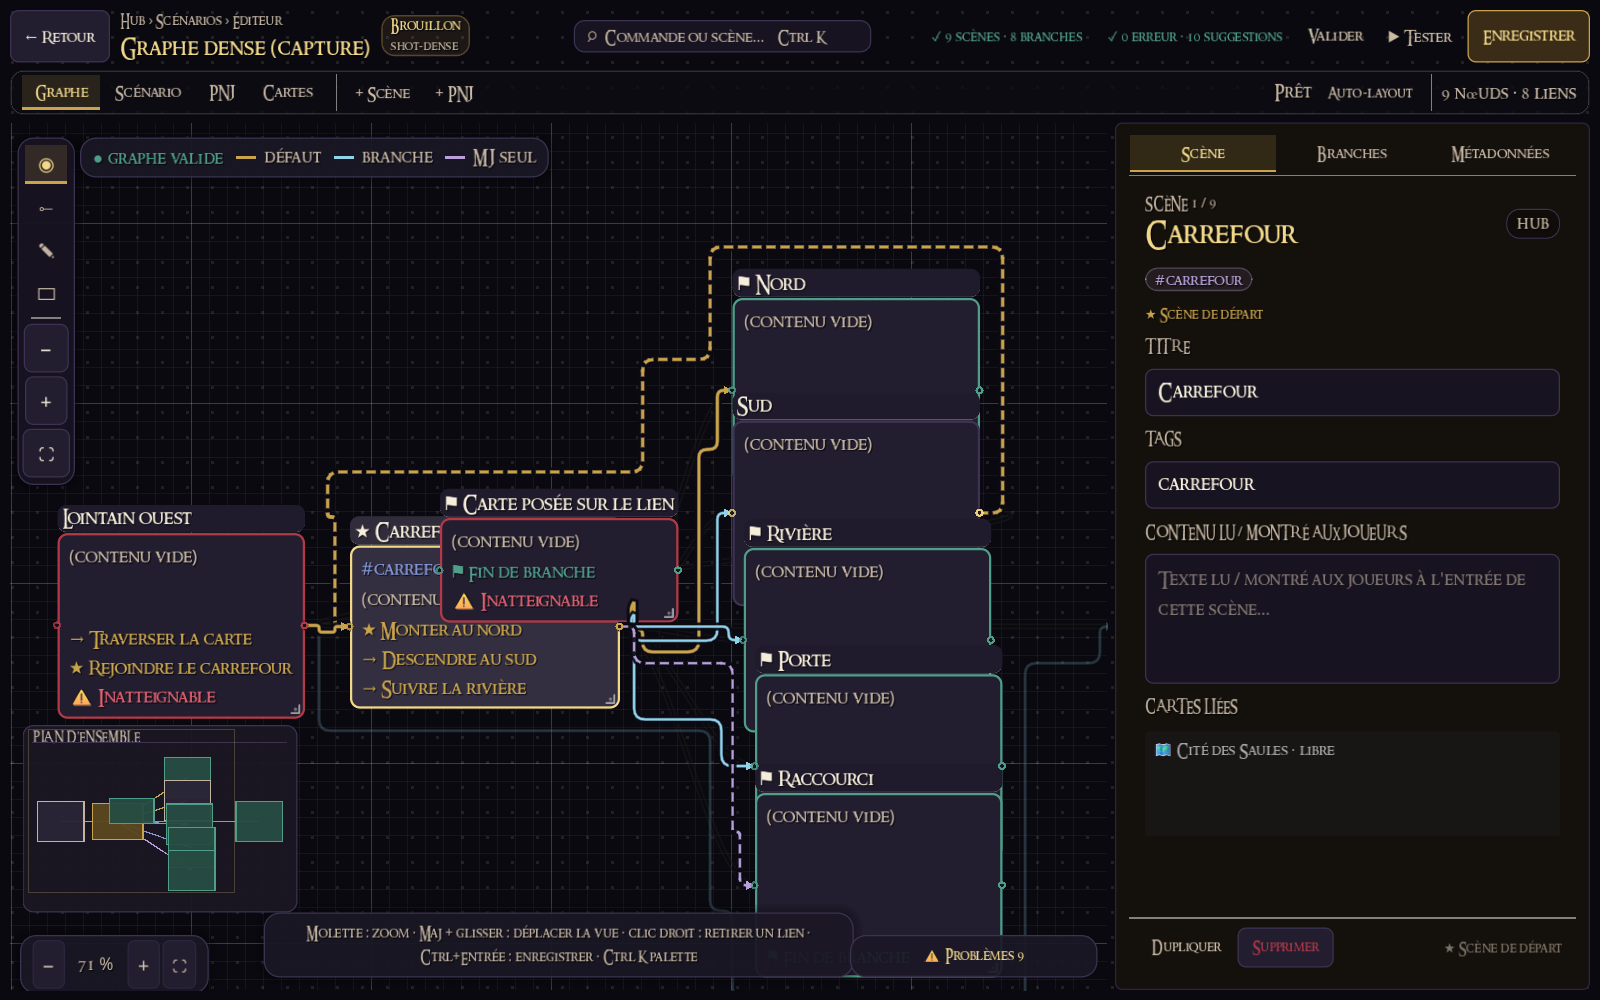 ← Retour
Hub › Scénarios › Éditeur
Graphe dense (capture)
Brouillon
shot-dense
Commande ou scène... Ctrl K
✓ 9 scènes · 8 branches
✓ 0 erreur · 10 suggestions
Valider
▶ Tester
Enregistrer
Graphe
Scénario
PNJ
Cartes
+ Scène
+ PNJ
Prêt
Auto-layout
9 nœuds · 8 liens
● Graphe valide
défaut
branche
MJ seul
Nord
(contenu vide)
Sud
(contenu vide)
Carte posée sur le lien
(contenu vide)
Fin de branche
⚠ Inatteignable
Lointain ouest
(contenu vide)
→ Traverser la carte
★ Rejoindre le carrefour
⚠ Inatteignable
★ Carref
#carrefo
(contenu
★ Monter au nord
→ Descendre au sud
→ Suivre la rivière
Rivière
(contenu vide)
Porte
(contenu vide)
Raccourci
(contenu vide)
Fin de branche
Plan d'ensemble
− 71 % +
Molette : zoom · Maj + glisser : déplacer la vue · clic droit : retirer un lien ·
Ctrl+Entrée : enregistrer · Ctrl K palette
⚠ Problèmes 9
Scène
Branches
Métadonnées
Scène 1 / 9
Carrefour
hub
#carrefour
★ Scène de départ
Titre
Carrefour
Tags
carrefour
Contenu lu / montré aux joueurs
Texte lu / montré aux joueurs à l'entrée de
cette scène...
Cartes liées
Cité des Saules · libre
Dupliquer
Supprimer
★ Scène de départ